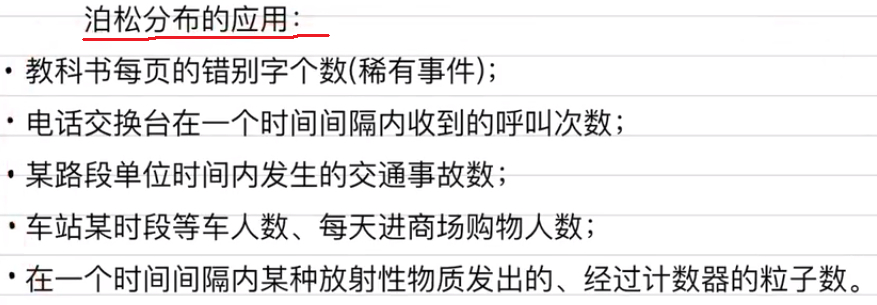 泊松分布的应用：
• 教科书每页的错别字个数(稀有事件)；
• 电话交换台在一个时间间隔内收到的呼叫次数；
• 某路段单位时间内发生的交通事故数；
• 车站某时段等车人数、每天进商场购物人数；
• 在一个时间间隔内某种放射性物质发出的、经过计数器的粒子数。